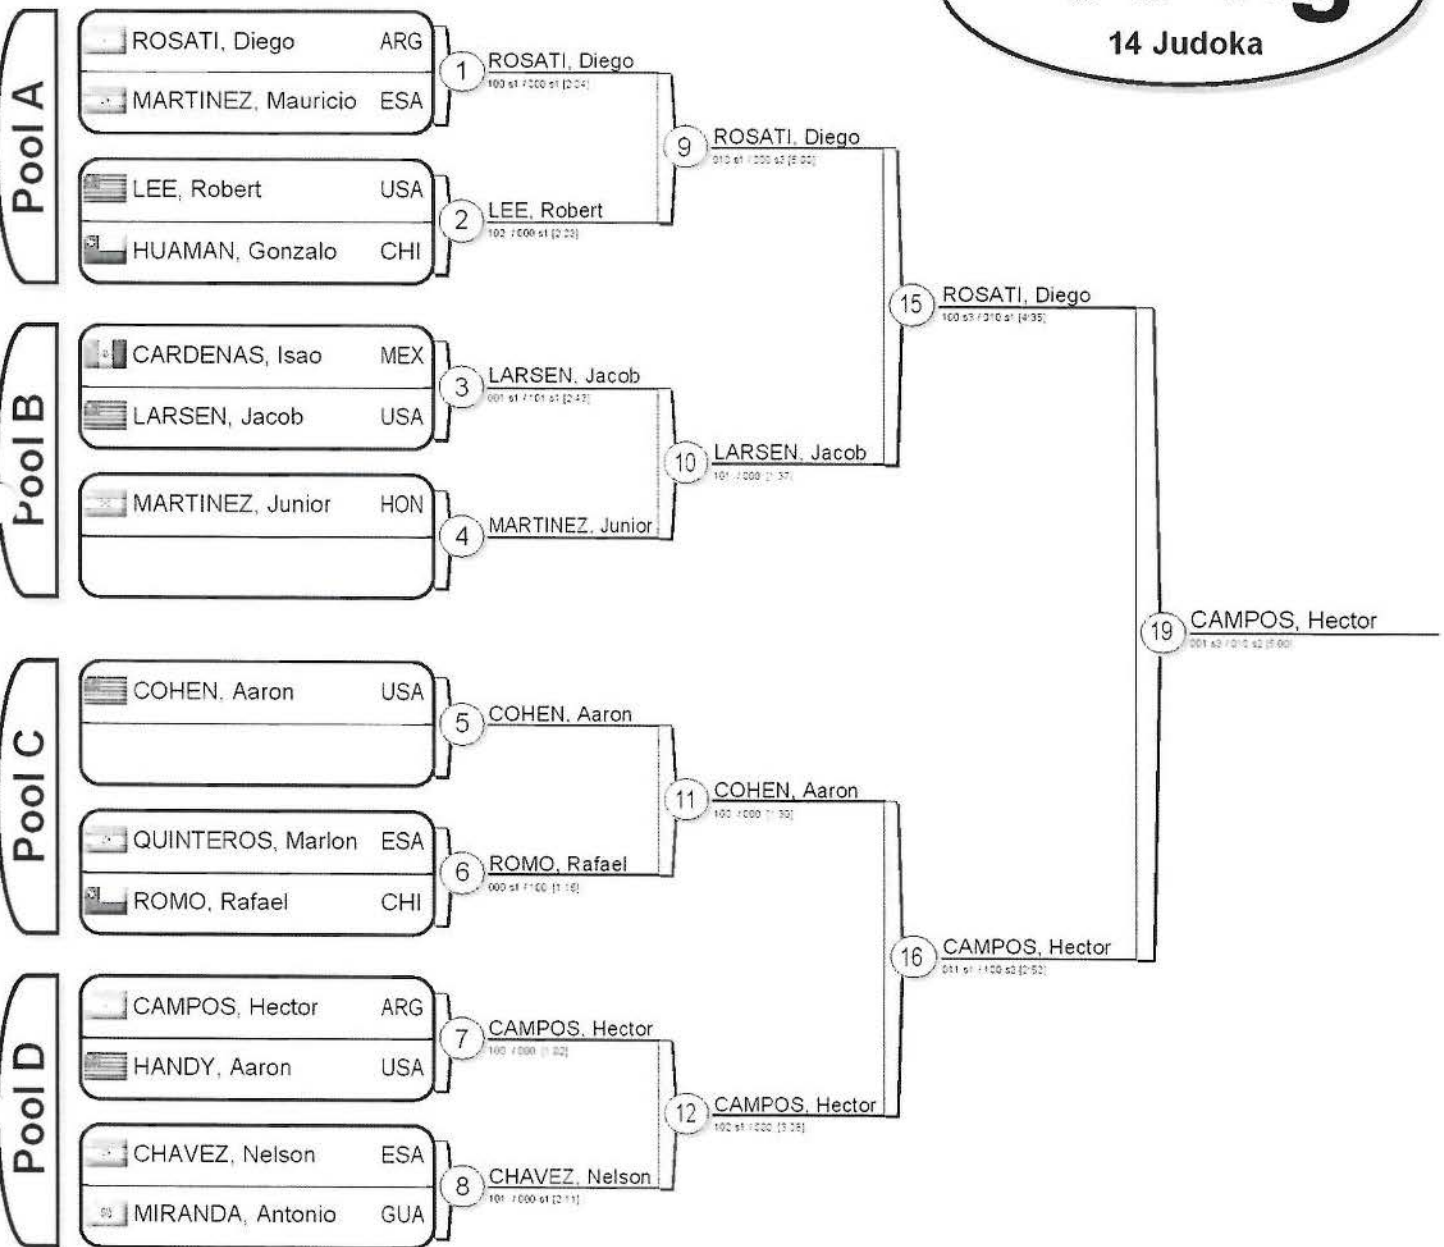 14 Judoka
Pool A
ROSATI, Diego ARG
MARTINEZ, Mauricio ESA
LEE, Robert USA
HUAMAN, Gonzalo CHI
1
ROSATI, Diego
2
LEE, Robert
9
ROSATI, Diego
Pool B
CARDENAS, Isao MEX
LARSEN, Jacob USA
MARTINEZ, Junior HON
3
LARSEN, Jacob
4
MARTINEZ, Junior
10
LARSEN, Jacob
15
ROSATI, Diego
Pool C
COHEN, Aaron USA
QUINTEROS, Marlon ESA
ROMO, Rafael CHI
5
COHEN, Aaron
6
ROMO, Rafael
11
COHEN, Aaron
Pool D
CAMPOS, Hector ARG
HANDY, Aaron USA
CHAVEZ, Nelson ESA
MIRANDA, Antonio GUA
7
CAMPOS, Hector
8
CHAVEZ, Nelson
12
CAMPOS, Hector
16
CAMPOS, Hector
19
CAMPOS, Hector